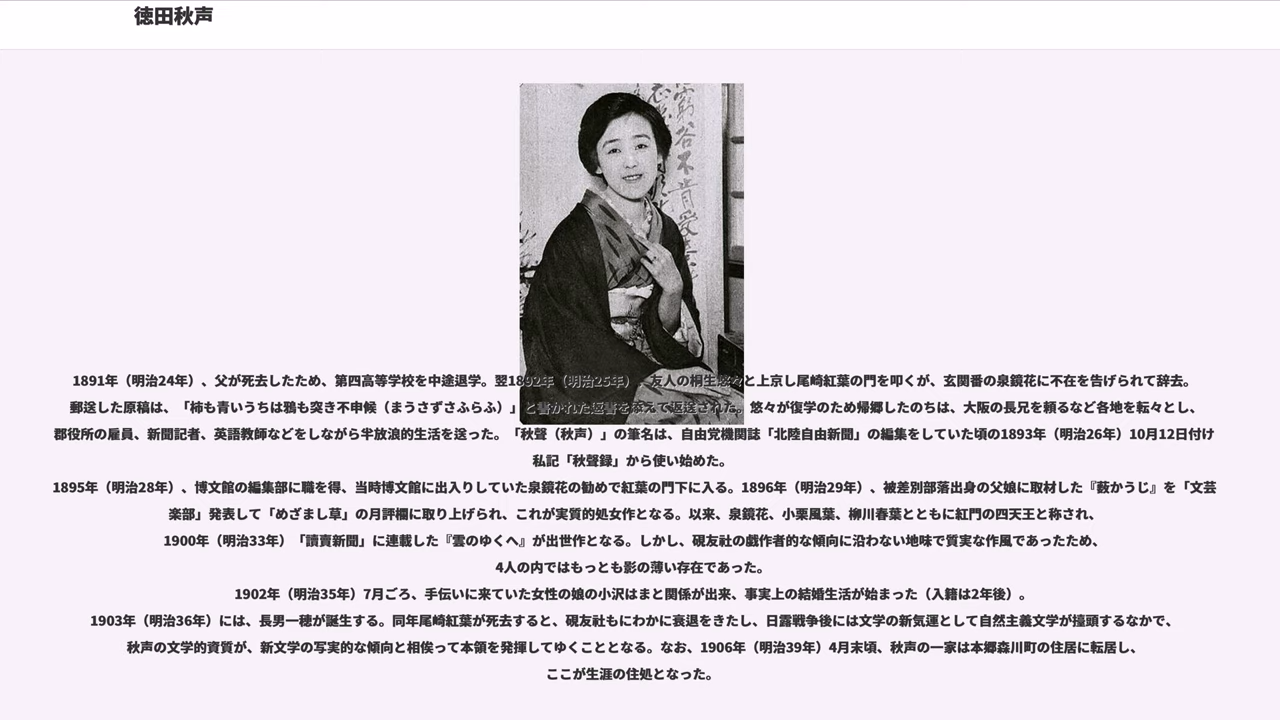 徳田秋声
窮谷不肯受
1891年（明治24年）、父が死去したため、第四高等学校を中途退学。翌1892年（明治25年）、友人の桐生悠々と上京し尾崎紅葉の門を叩くが、玄関番の泉鏡花に不在を告げられて辞去。
郵送した原稿は、「柿も青いうちは鴉も突き不申候（まうさずさふらふ）」と書かれた返書を添えて返送された。悠々が復学のため帰郷したのちは、大阪の長兄を頼るなど各地を転々とし、
郡役所の雇員、新聞記者、英語教師などをしながら半放浪的生活を送った。「秋聲（秋声）」の筆名は、自由党機関誌「北陸自由新聞」の編集をしていた頃の1893年（明治26年）10月12日付け
私記「秋聲録」から使い始めた。
1895年（明治28年）、博文館の編集部に職を得、当時博文館に出入りしていた泉鏡花の勧めで紅葉の門下に入る。1896年（明治29年）、被差別部落出身の父娘に取材した『藪かうじ』を「文芸
楽部」発表して「めざまし草」の月評欄に取り上げられ、これが実質的処女作となる。以来、泉鏡花、小栗風葉、柳川春葉とともに紅門の四天王と称され、
1900年（明治33年）「讀賣新聞」に連載した『雲のゆくへ』が出世作となる。しかし、硯友社の戯作者的な傾向に沿わない地味で質実な作風であったため、
4人の内ではもっとも影の薄い存在であった。
1902年（明治35年）7月ごろ、手伝いに来ていた女性の娘の小沢はまと関係が出来、事実上の結婚生活が始まった（入籍は2年後）。
1903年（明治36年）には、長男一穂が誕生する。同年尾崎紅葉が死去すると、硯友社もにわかに衰退をきたし、日露戦争後には文学の新気運として自然主義文学が擡頭するなかで、
秋声の文学的資質が、新文学の写実的な傾向と相俟って本領を発揮してゆくこととなる。なお、1906年（明治39年）4月末頃、秋声の一家は本郷森川町の住居に転居し、
ここが生涯の住処となった。